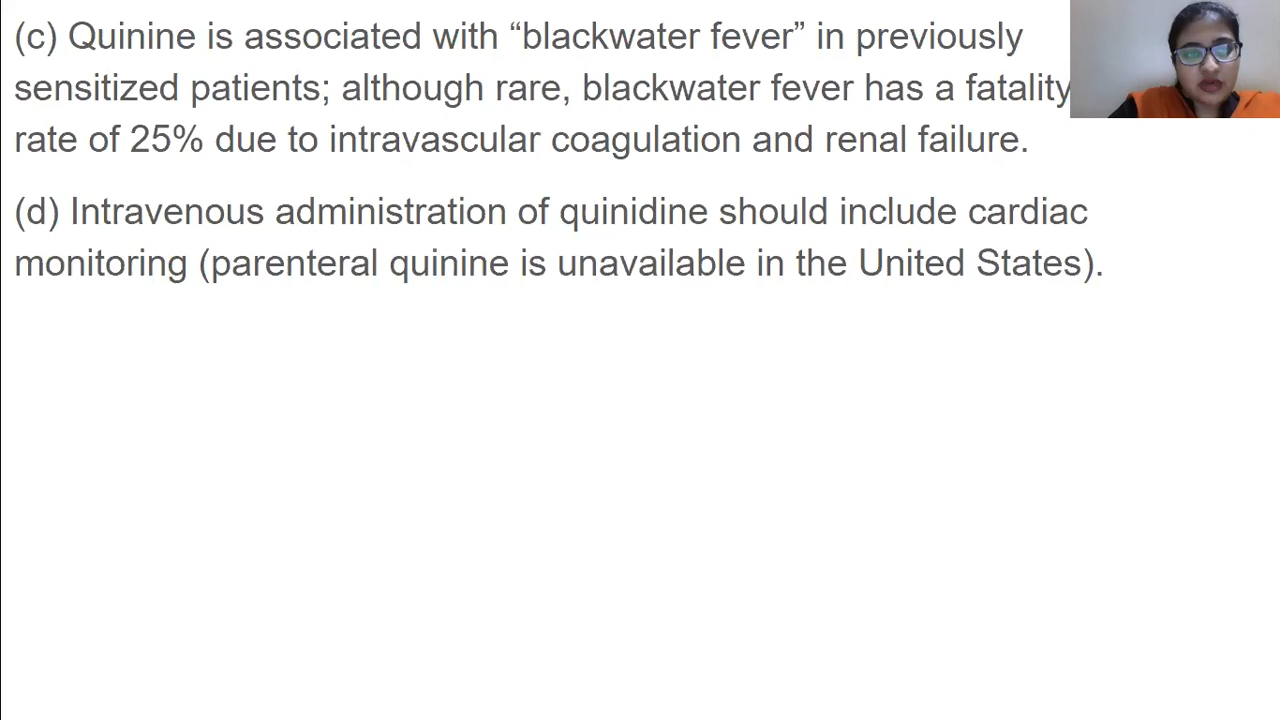 (c) Quinine is associated with “blackwater fever” in previously
sensitized patients; although rare, blackwater fever has a fatality
rate of 25% due to intravascular coagulation and renal failure.
(d) Intravenous administration of quinidine should include cardiac
monitoring (parenteral quinine is unavailable in the United States).